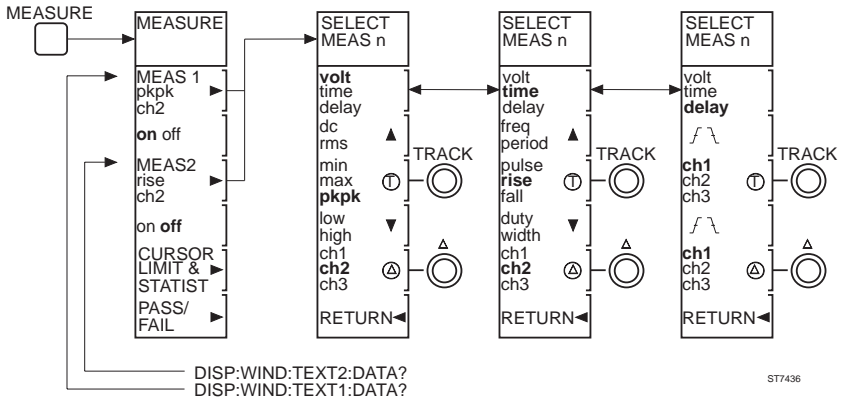 MEASURE
MEASURE
MEAS 1
pkpk
ch2
on off
MEAS2
rise
ch2
on off
CURSOR
LIMIT &
STATIST
PASS/
FAIL
SELECT
MEAS n
volt
time
delay
dc
rms
min
max
pkpk
T
TRACK
low
high
ch1
ch2
ch3
Δ
Δ
RETURN
SELECT
MEAS n
volt
time
delay
freq
period
pulse
rise
fall
T
TRACK
duty
width
ch1
ch2
ch3
Δ
Δ
RETURN
SELECT
MEAS n
volt
time
delay
ch1
ch2
ch3
T
TRACK
ch1
ch2
ch3
Δ
Δ
RETURN
DISP:WIND:TEXT2:DATA?
DISP:WIND:TEXT1:DATA?
ST7436